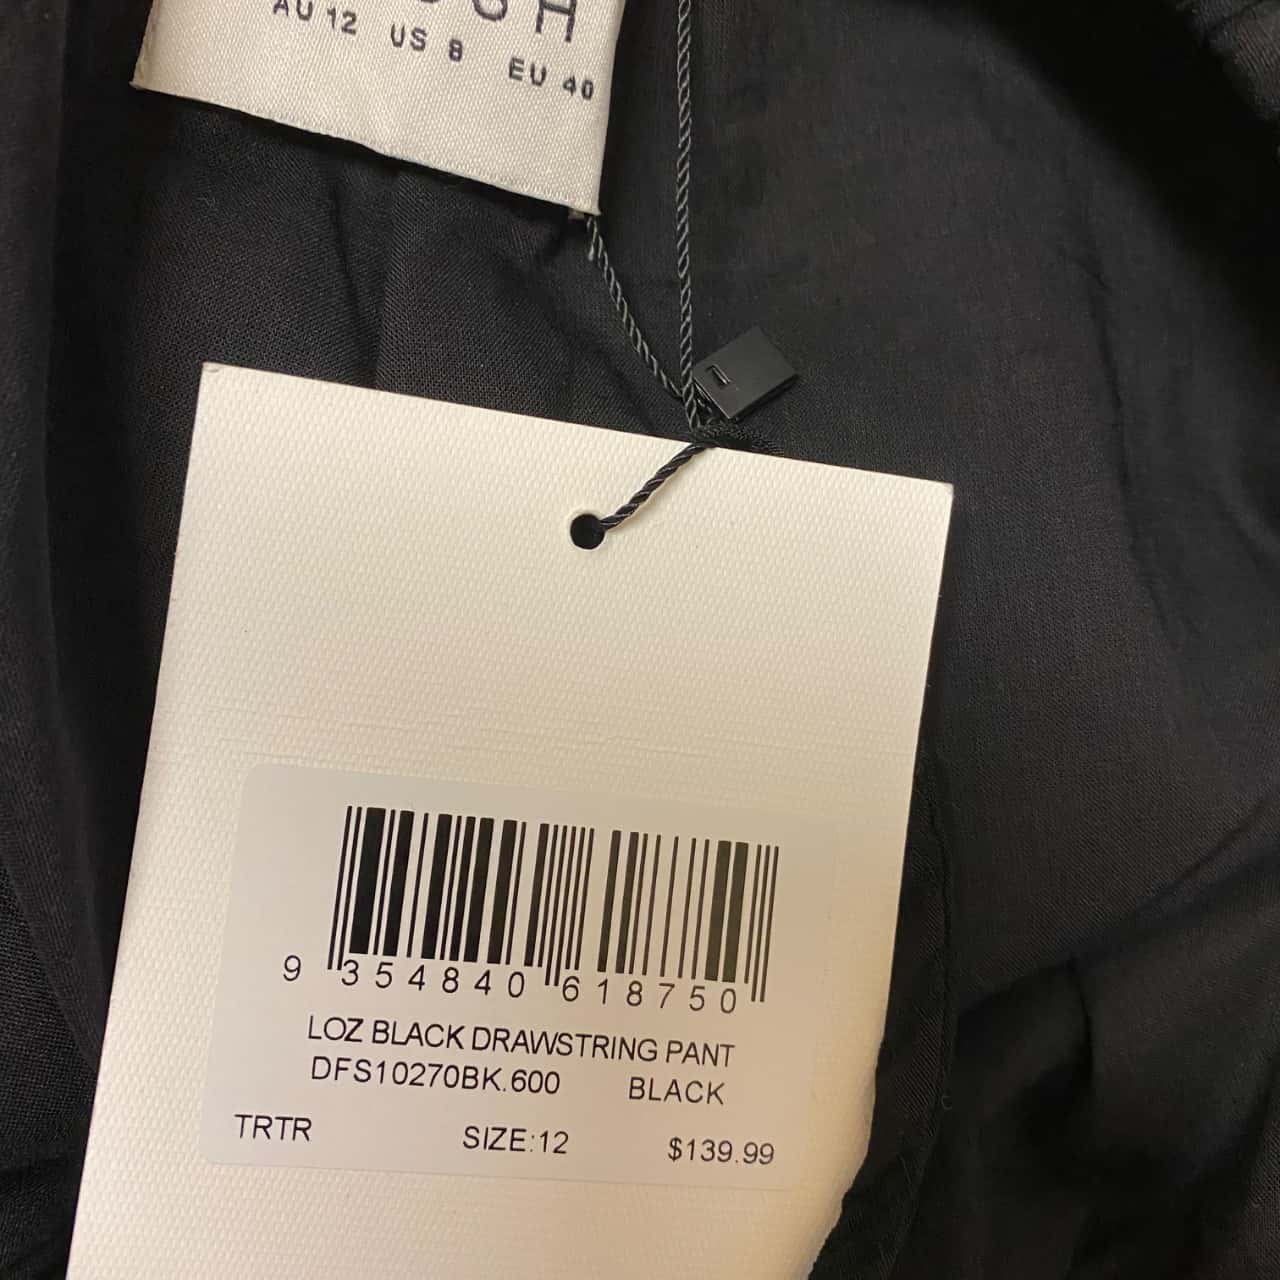 AU 12 US 8 EU 40
9 354840 618750
LOZ BLACK DRAWSTRING PANT
DFS10270BK.600 BLACK
TRTR SIZE:12 $139.99